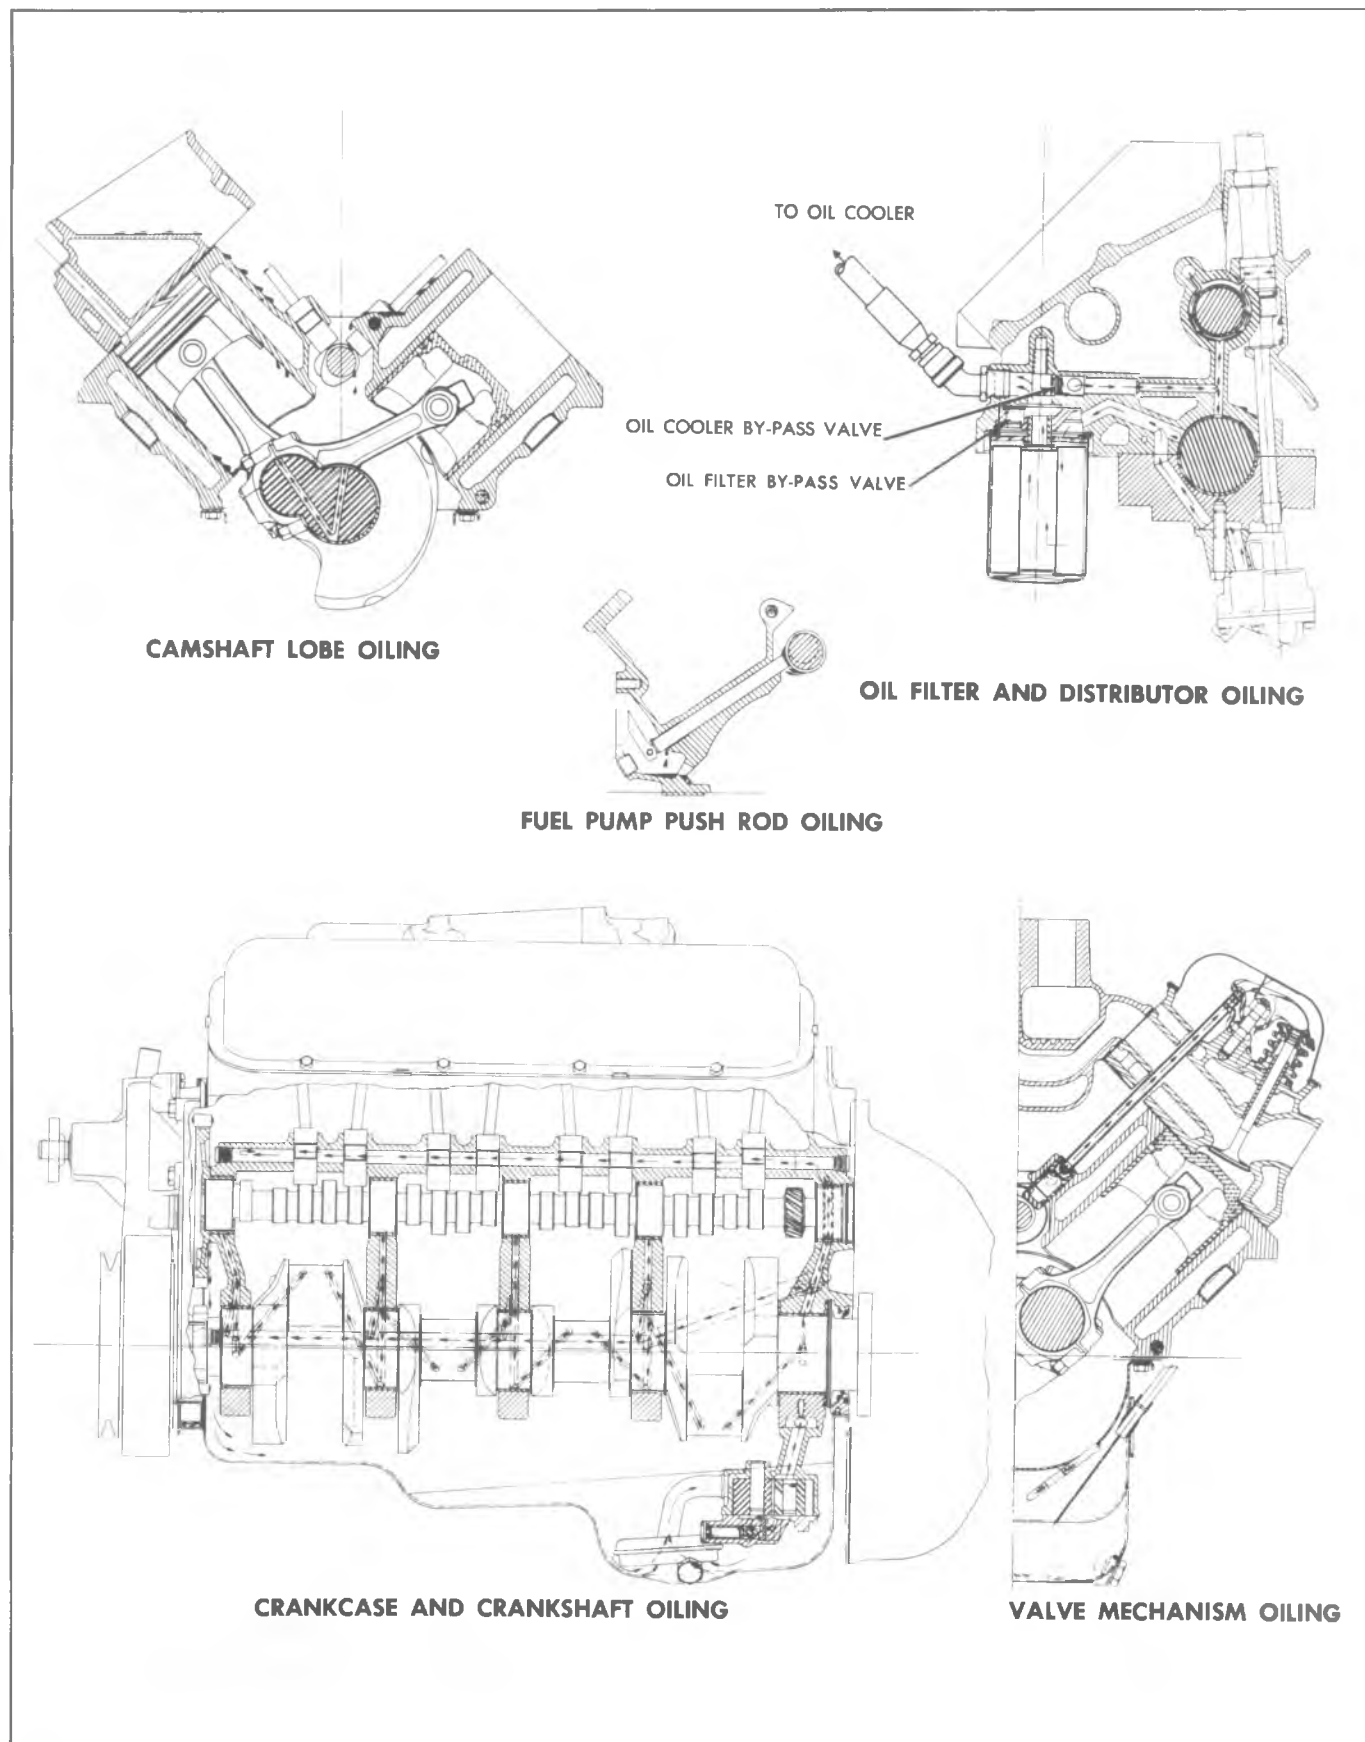 TO OIL COOLER
OIL COOLER BY-PASS VALVE
OIL FILTER BY-PASS VALVE
CAMSHAFT LOBE OILING
OIL FILTER AND DISTRIBUTOR OILING
FUEL PUMP PUSH ROD OILING
CRANKCASE AND CRANKSHAFT OILING
VALVE MECHANISM OILING